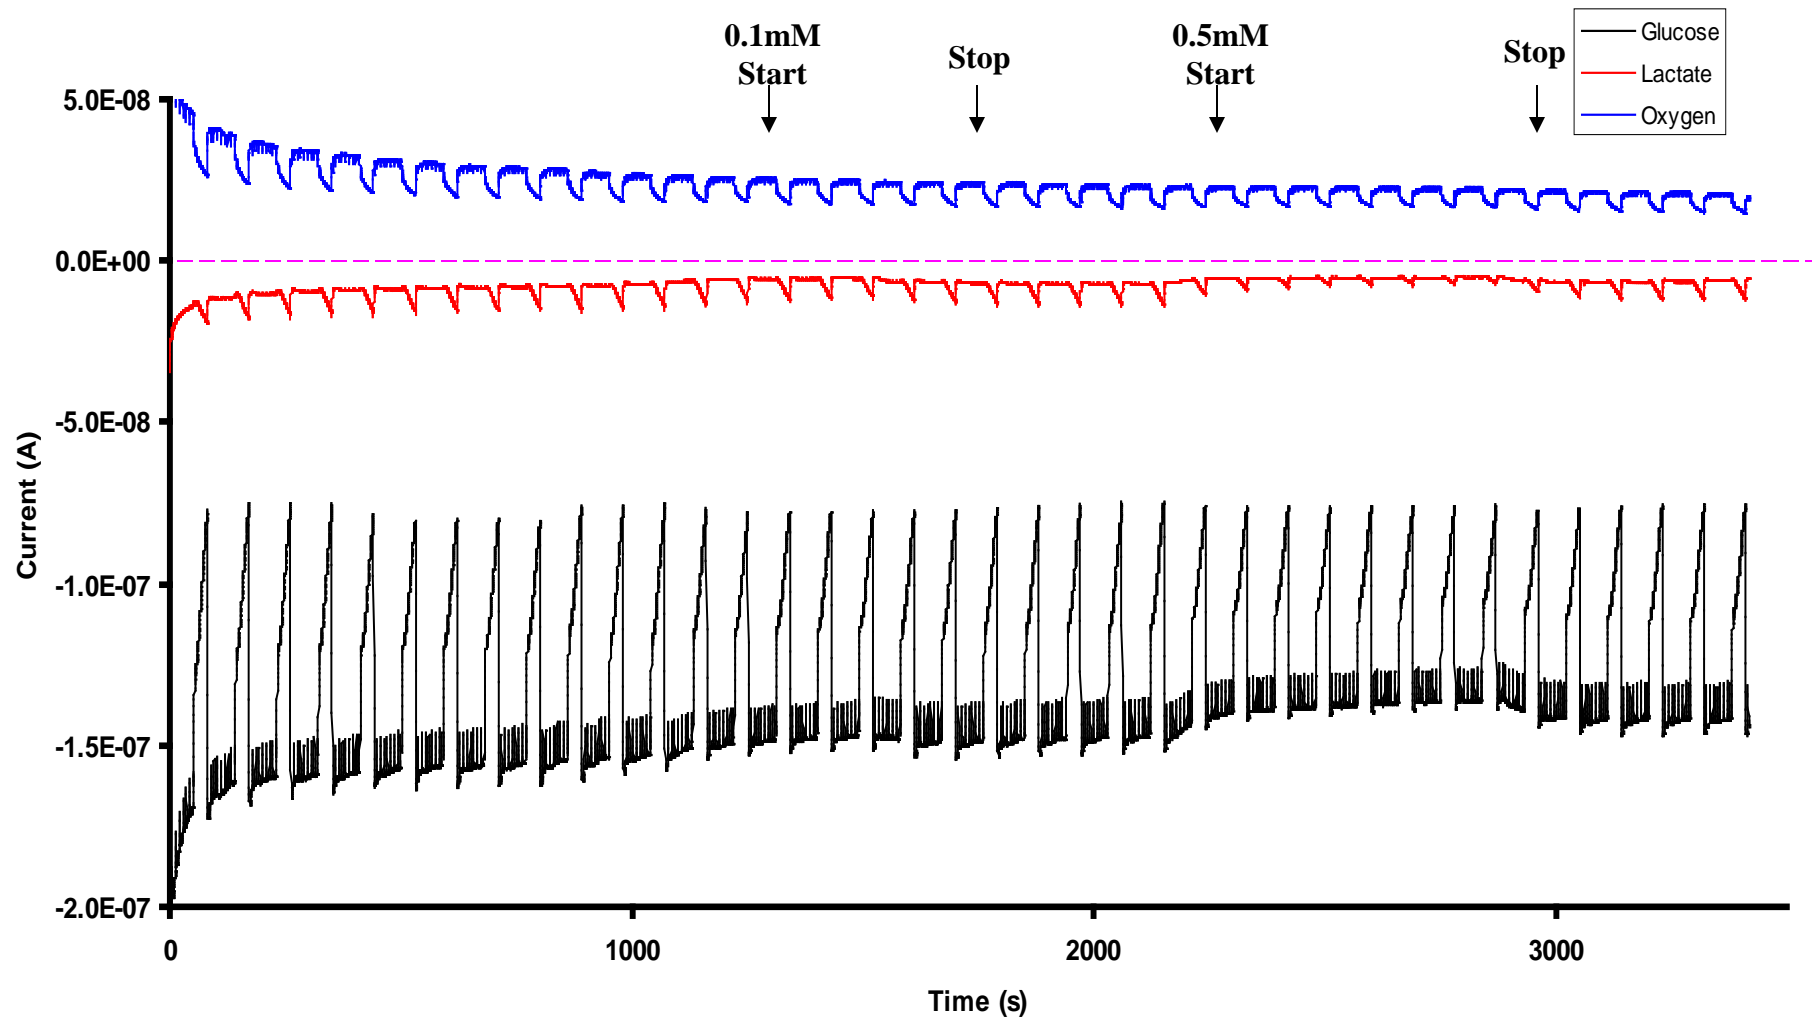 0.1mM
Start
Stop
0.5mM
Start
Stop
Glucose
Lactate
Oxygen
5.0E-08
0.0E+00
-5.0E-08
-1.0E-07
-1.5E-07
-2.0E-07
Current (A)
0
1000
2000
3000
Time (s)